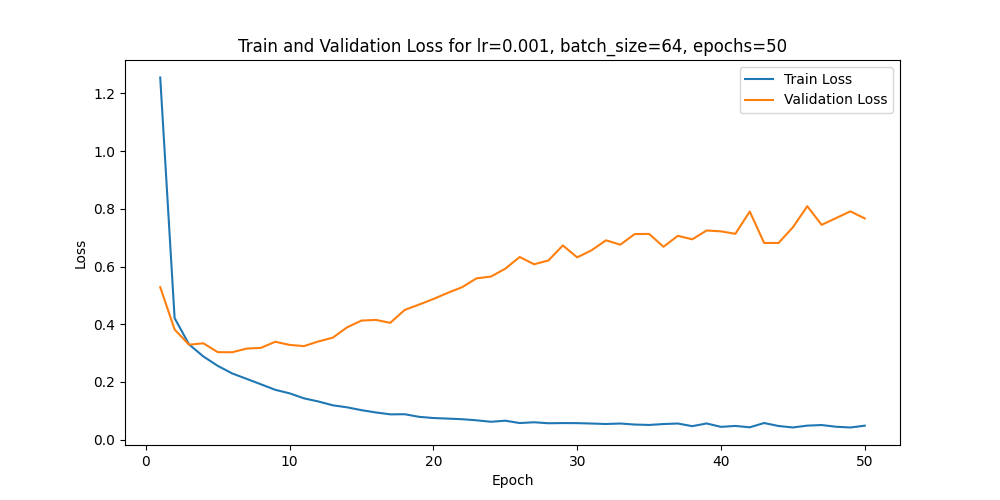 Train and Validation Loss for lr=0.001, batch_size=64, epochs=50
Train Loss
Validation Loss
Loss
1.2
1.0
0.8
0.6
0.4
0.2
0.0
0 10 20 30 40 50
Epoch